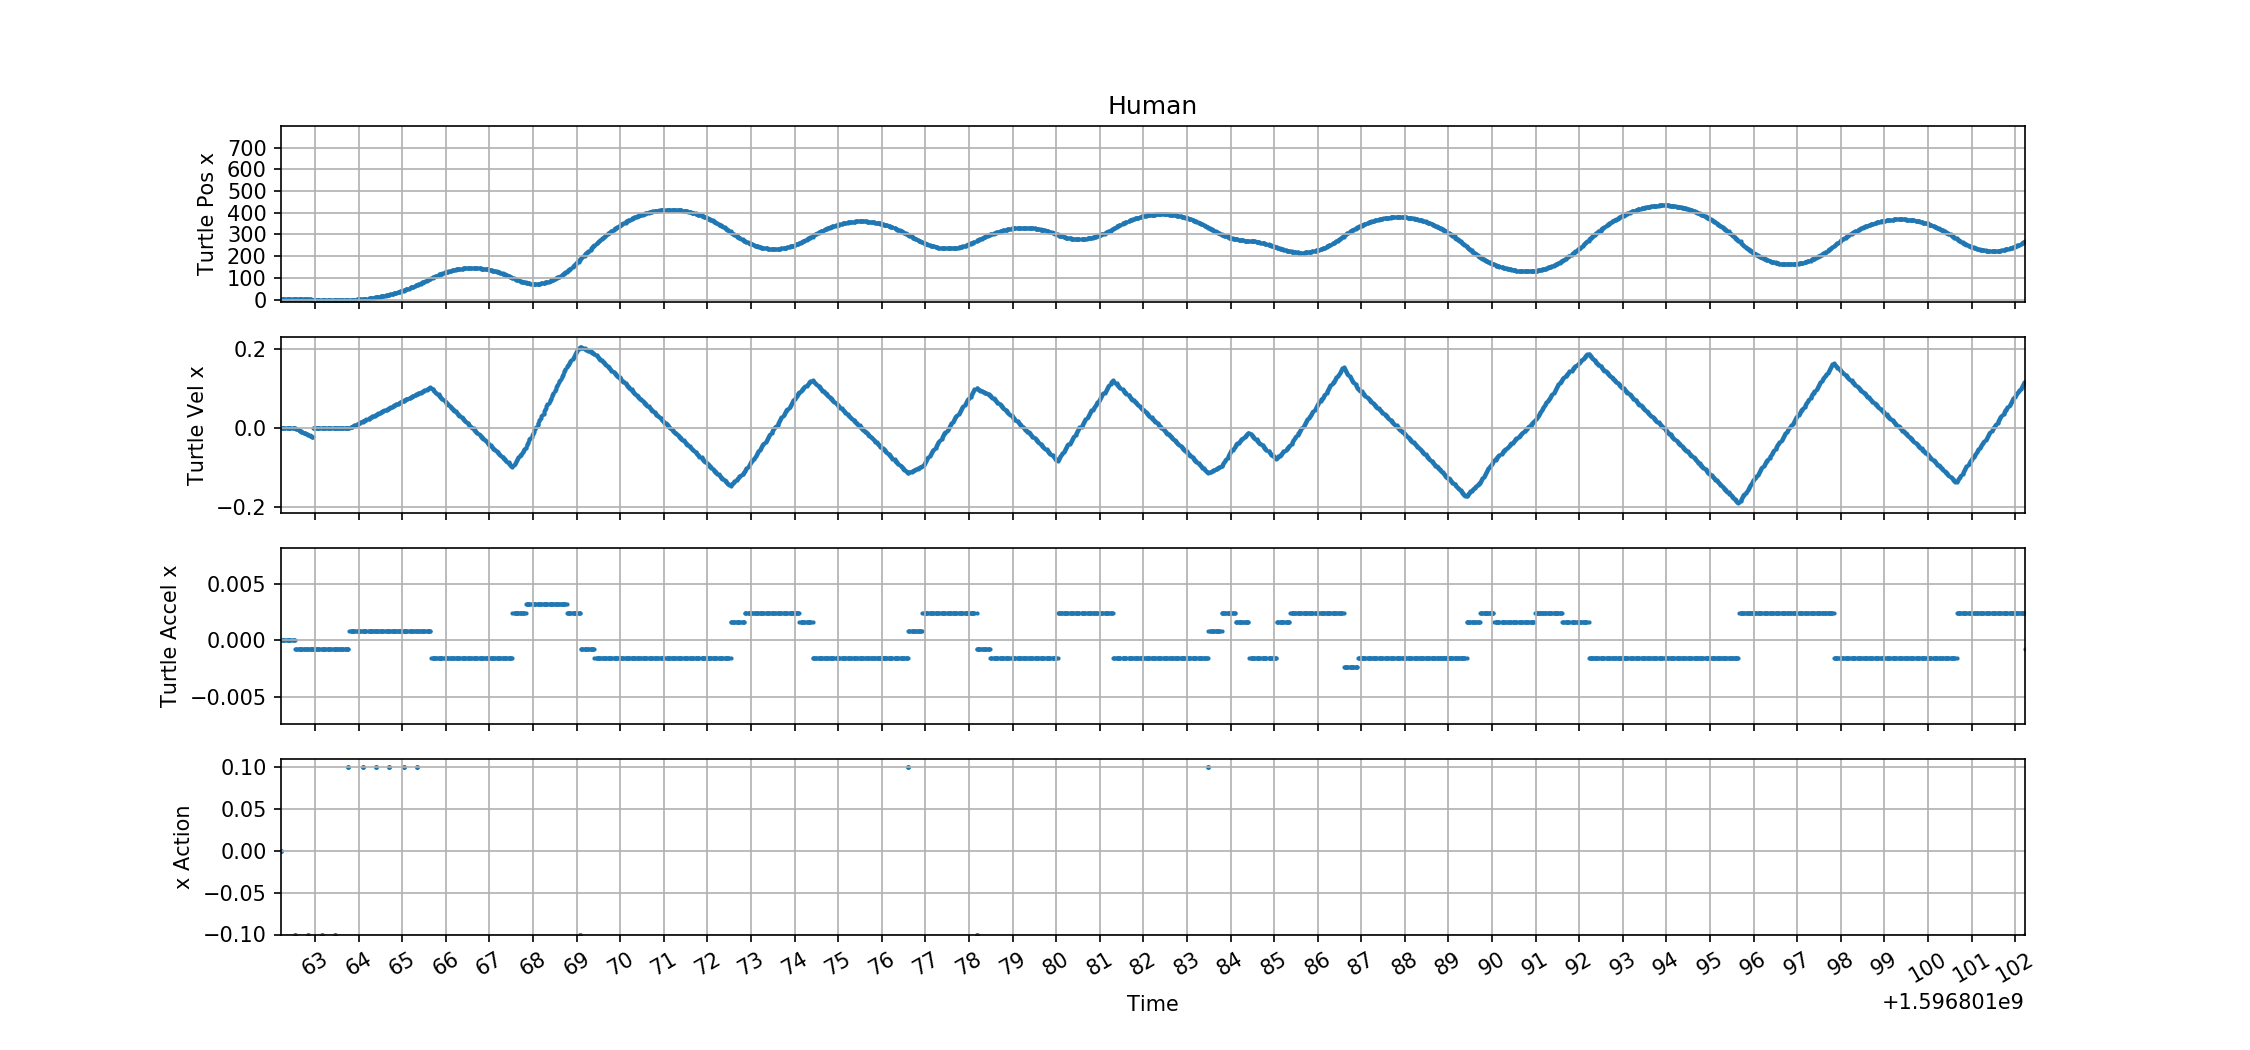 Human
Turtle Pos x
700
600
500
400
300
200
100
0
Turtle Vel x
0.2
0.0
−0.2
Turtle Accel x
0.005
0.000
−0.005
x Action
0.10
0.05
0.00
−0.05
−0.10
63 64 65 66 67 68 69 70 71 72 73 74 75 76 77 78 79 80 81 82 83 84 85 86 87 88 89 90 91 92 93 94 95 96 97 98 99 100 101 102
Time
+1.596801e9